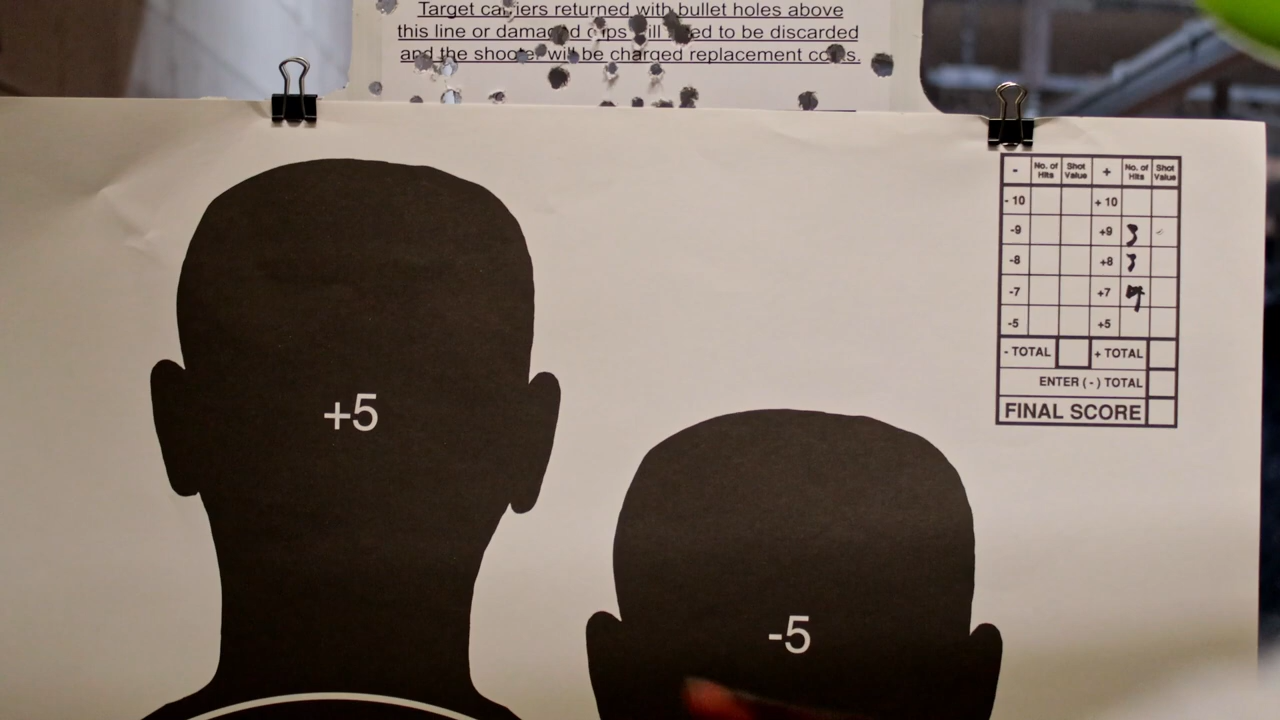 Target carriers returned with bullet holes above
this line or damaged clips will need to be discarded
and the shooter will be charged replacement costs.
- No. of Hits Shot Value + No. of Hits Shot Value
- 10 + 10
-9 +9 3
-8 +8 3
-7 +7 4
-5 +5
- TOTAL + TOTAL
ENTER ( - ) TOTAL
FINAL SCORE
+5
-5